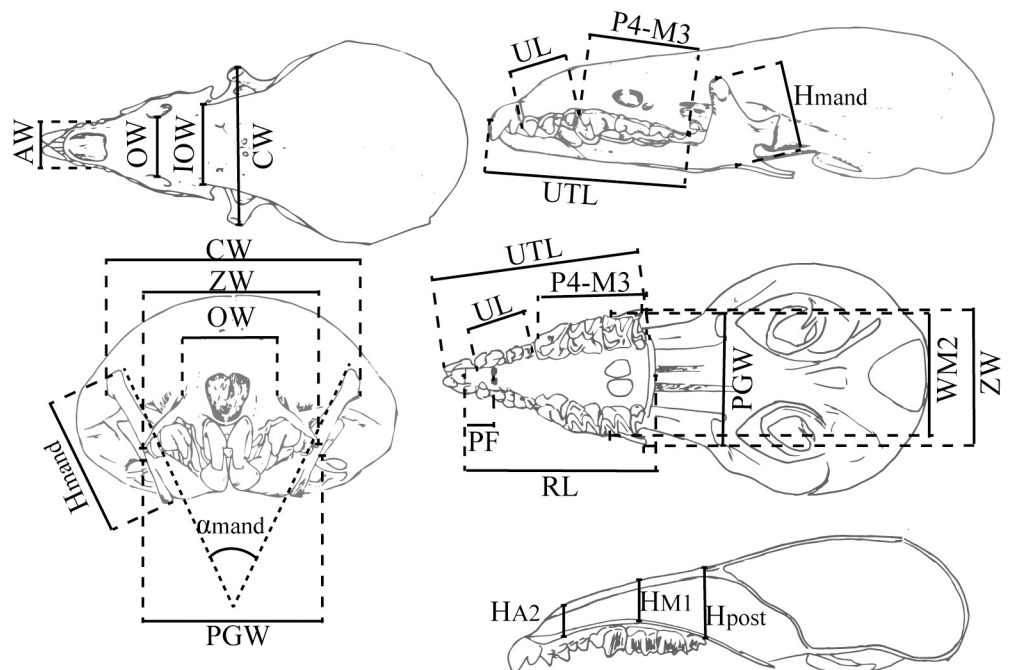 AW
OW
IOW
CW
UL
P4-M3
Hmand
UTL
CW
ZW
OW
Hmand
αmand
PGW
UTL
P4-M3
UL
PF
RL
PGW
WM2
ZW
HA2
HM1
Hpost